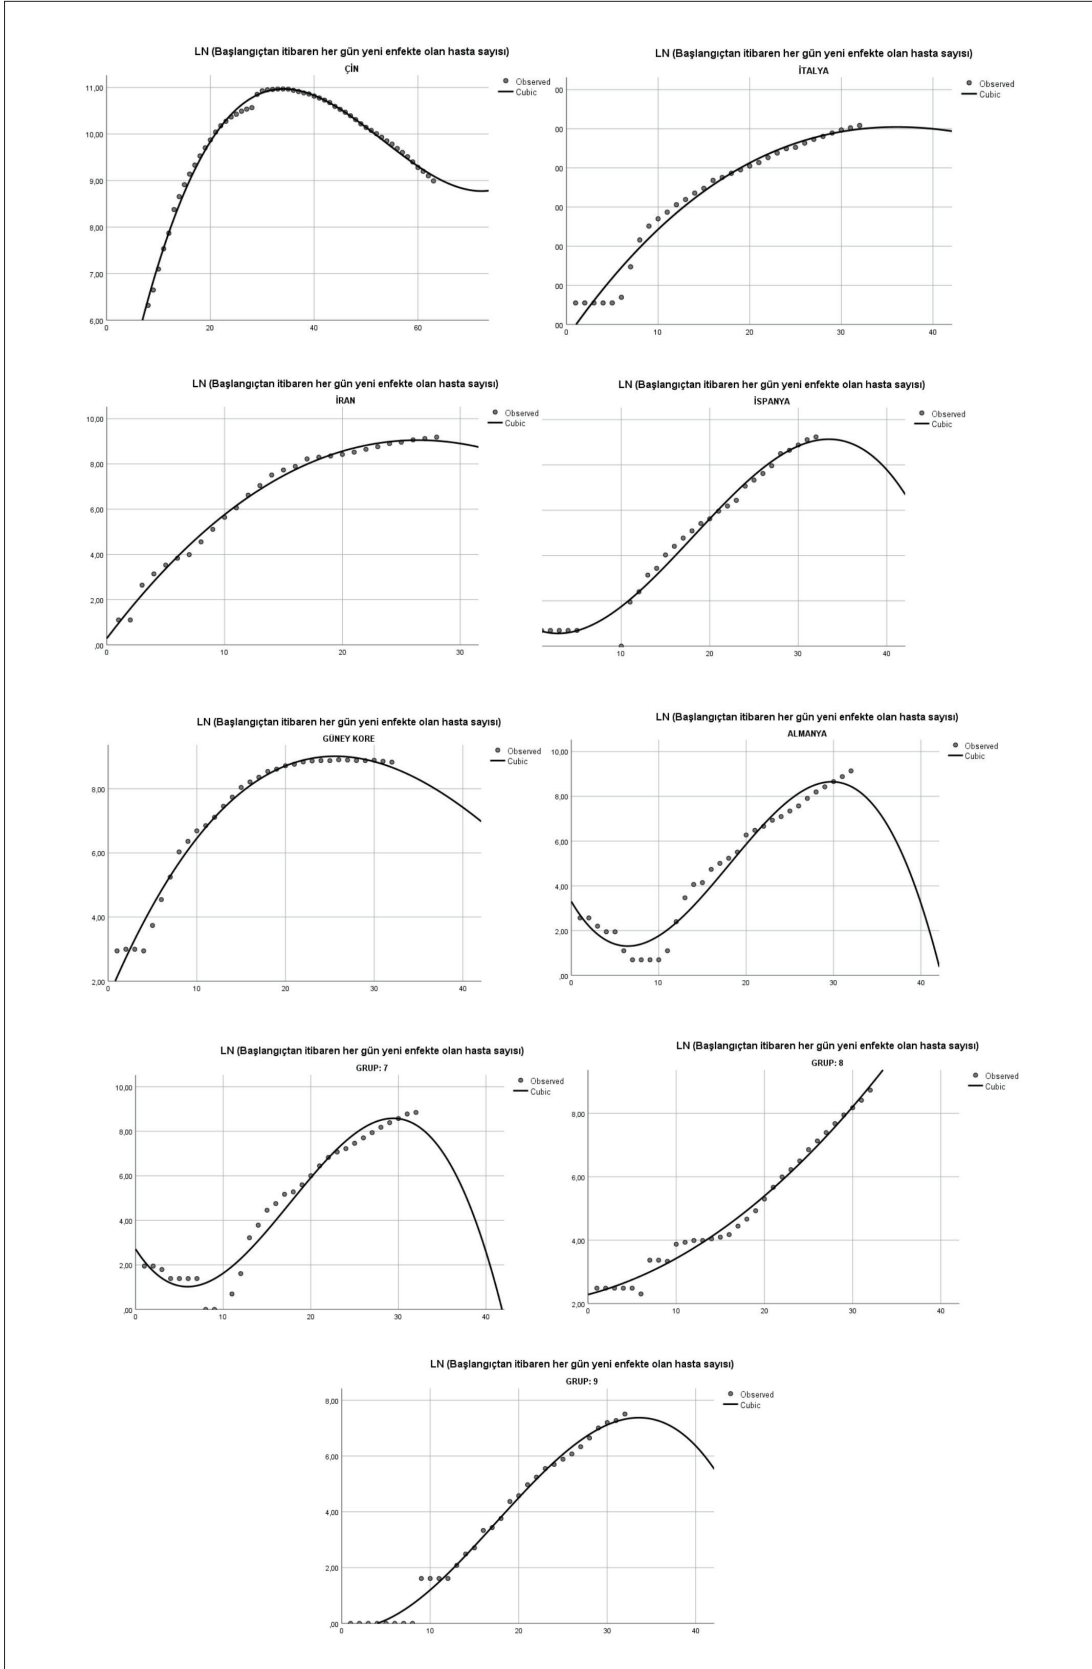 LN (Başlangıçtan itibaren her gün yeni enfekte olan hasta sayısı)
ÇİN
Observed
Cubic
11,00
10,00
9,00
8,00
7,00
6,00
0 20 40 60
LN (Başlangıçtan itibaren her gün yeni enfekte olan hasta sayısı)
İTALYA
Observed
Cubic
00
00
00
00
00
00
00
10 20 30 40
LN (Başlangıçtan itibaren her gün yeni enfekte olan hasta sayısı)
İRAN
Observed
Cubic
10,00
8,00
6,00
4,00
2,00
,00
0 10 20 30
LN (Başlangıçtan itibaren her gün yeni enfekte olan hasta sayısı)
İSPANYA
Observed
Cubic
10 20 30 40
LN (Başlangıçtan itibaren her gün yeni enfekte olan hasta sayısı)
GÜNEY KORE
Observed
Cubic
8,00
6,00
4,00
2,00
0 10 20 30 40
LN (Başlangıçtan itibaren her gün yeni enfekte olan hasta sayısı)
ALMANYA
Observed
Cubic
10,00
8,00
6,00
4,00
2,00
,00
0 10 20 30 40
LN (Başlangıçtan itibaren her gün yeni enfekte olan hasta sayısı)
GRUP: 7
Observed
Cubic
10,00
8,00
6,00
4,00
2,00
,00
0 10 20 30 40
LN (Başlangıçtan itibaren her gün yeni enfekte olan hasta sayısı)
GRUP: 8
Observed
Cubic
8,00
6,00
4,00
2,00
0 10 20 30 40
LN (Başlangıçtan itibaren her gün yeni enfekte olan hasta sayısı)
GRUP: 9
Observed
Cubic
8,00
6,00
4,00
2,00
,00
0 10 20 30 40